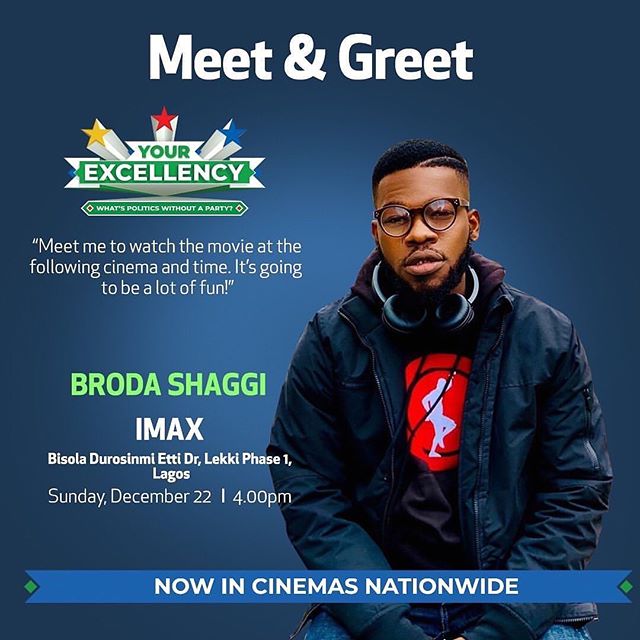 Meet & Greet
YOUR
EXCELLENCY
WHAT'S POLITICS WITHOUT A PARTY?
“Meet me to watch the movie at the
following cinema and time. It’s going
to be a lot of fun!”
BRODA SHAGGI
IMAX
Bisola Durosinmi Etti Dr, Lekki Phase 1,
Lagos
Sunday, December 22 | 4.00pm
NOW IN CINEMAS NATIONWIDE